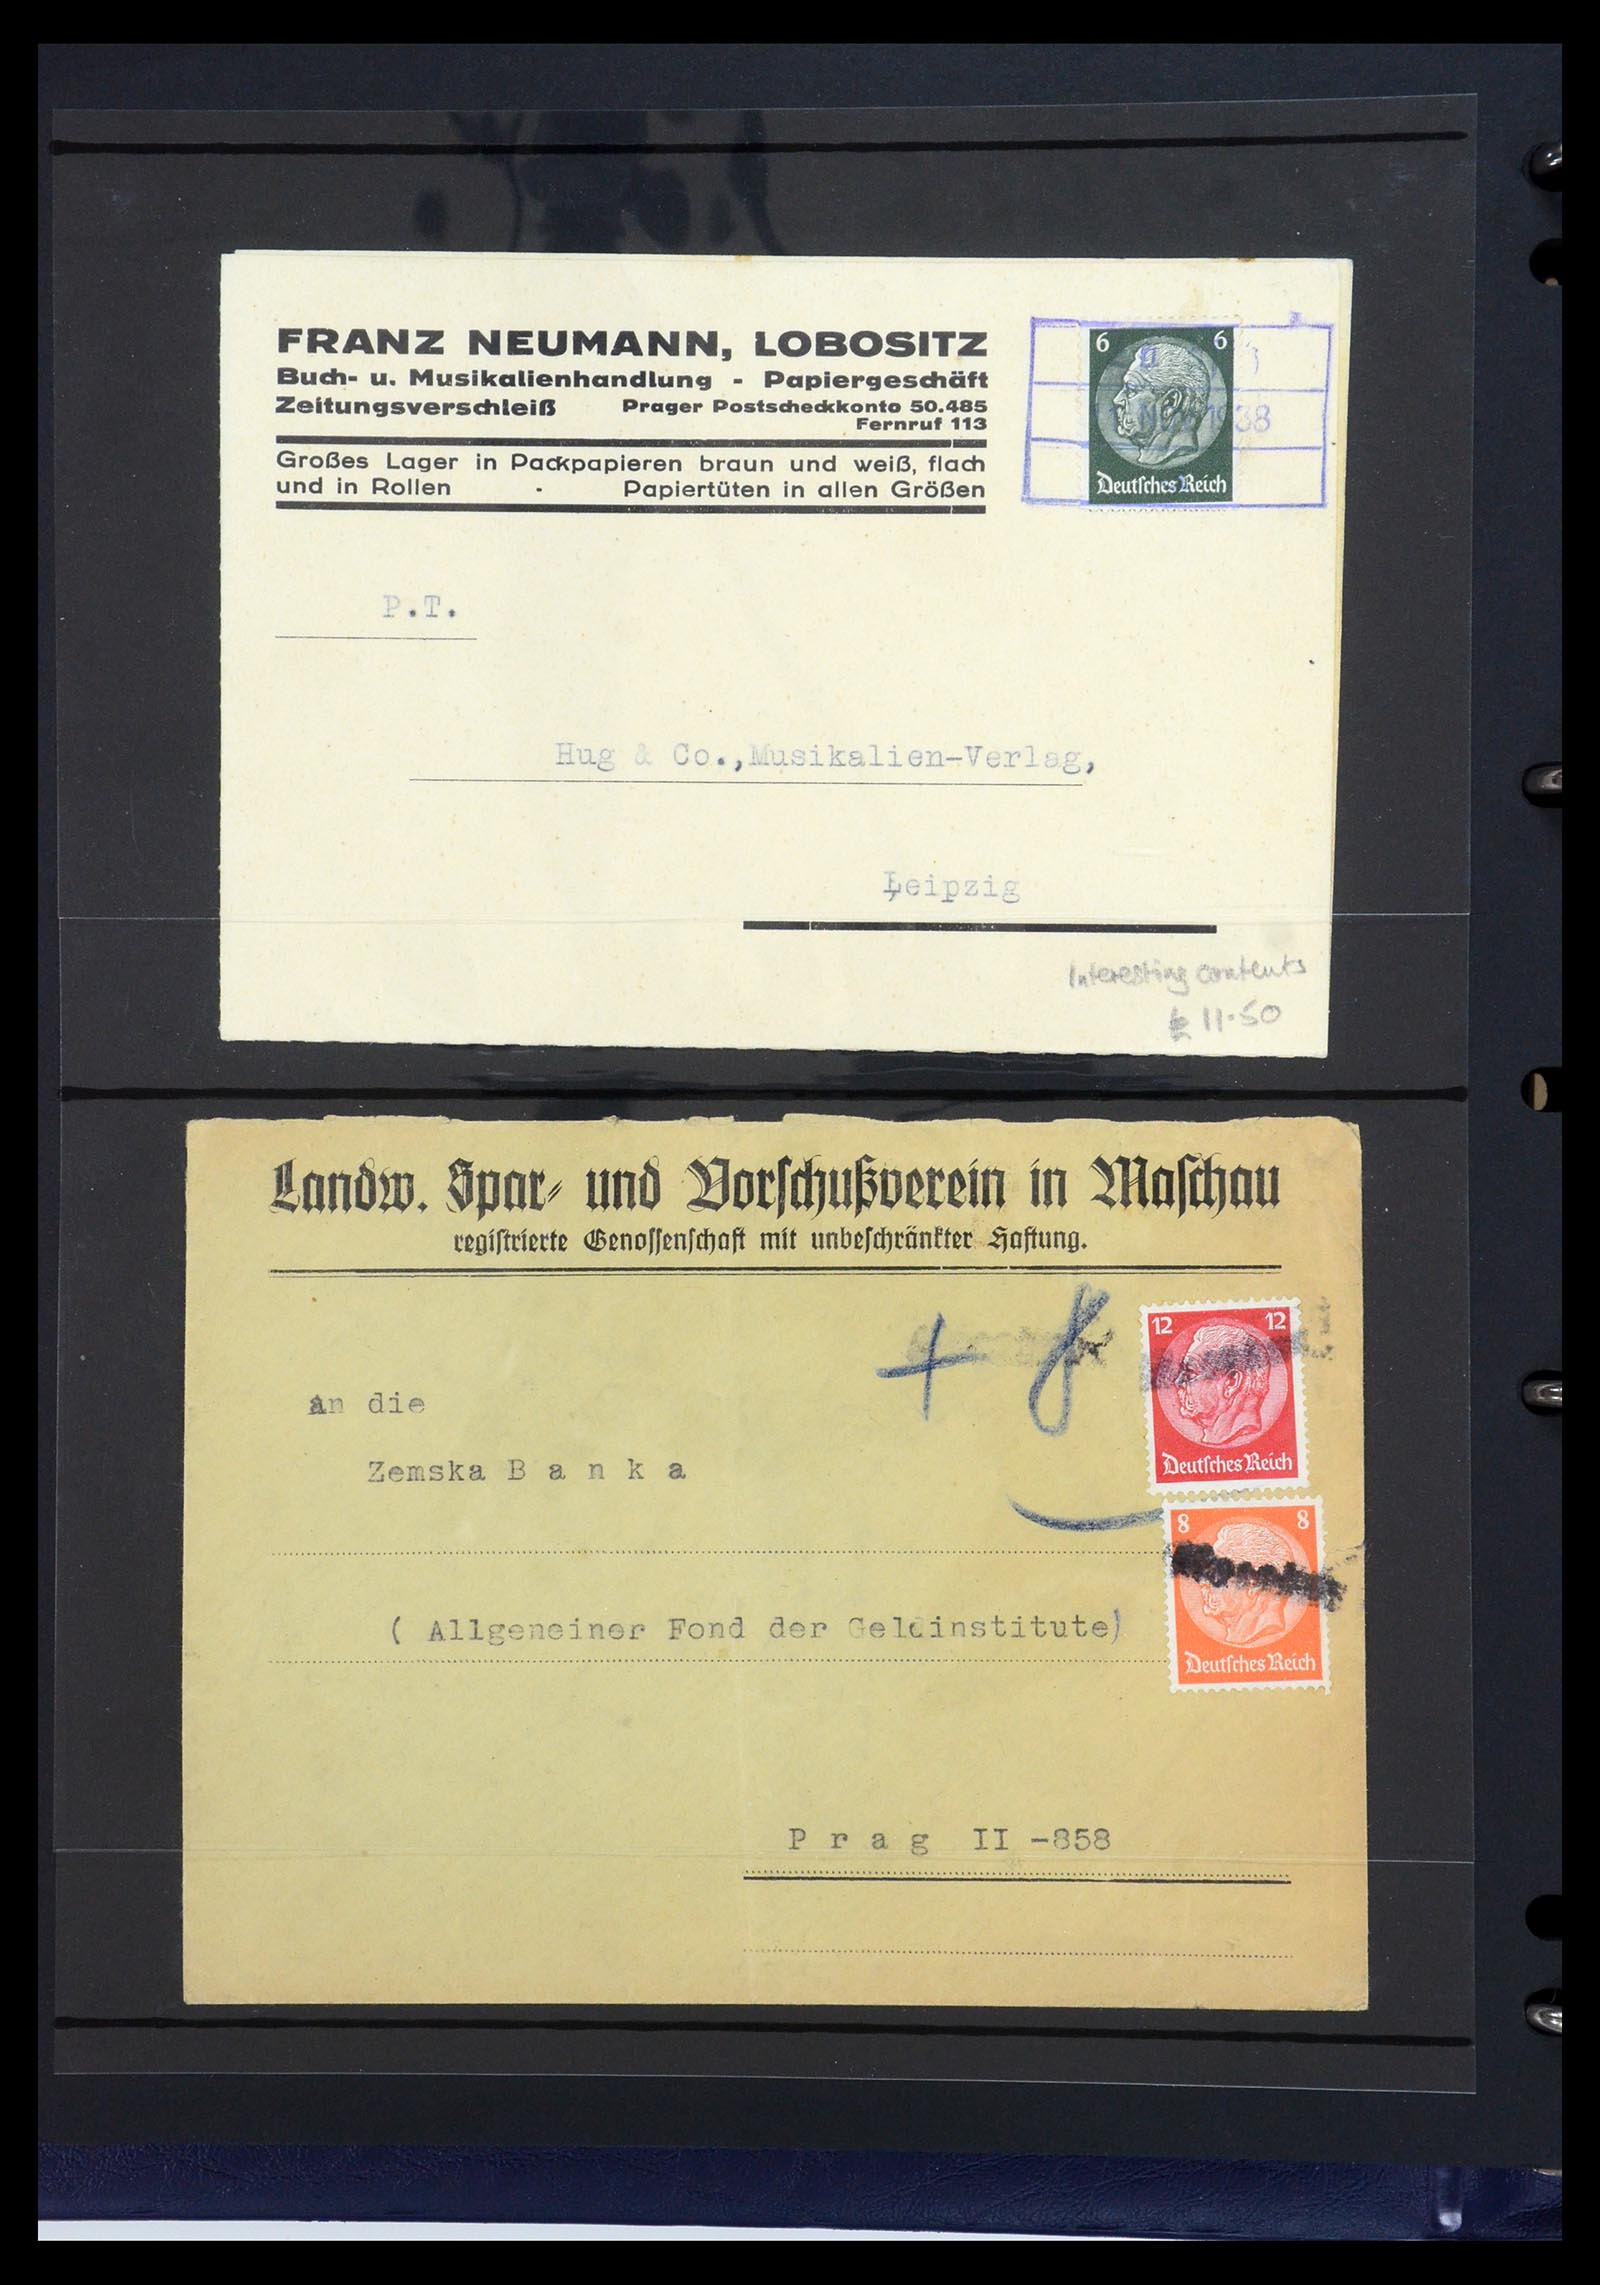 FRANZ NEUMANN, LOBOSITZ
Buch- u. Musikalienhandlung - Papiergeschäft
Zeitungsverschleiß Prager Postscheckkonto 50.485
Fernruf 113
Großes Lager in Packpapieren braun und weiß, flach
und in Rollen · Papiertüten in allen Größen
6 6
1938
Deutsches Reich
P.T.
Hug & Co.,Musikalien-Verlag,
Leipzig
Interesting contents
£ 11.50
Landw. Spar- und Vorschußverein in Maschau
registrierte Genossenschaft mit unbeschränkter Haftung.
+ 8
12 12
Deutsches Reich
An die
Zemska B a n k a
8 8
Deutsches Reich
( Allgemeiner Fond der Geldinstitute)
P r a g II -858